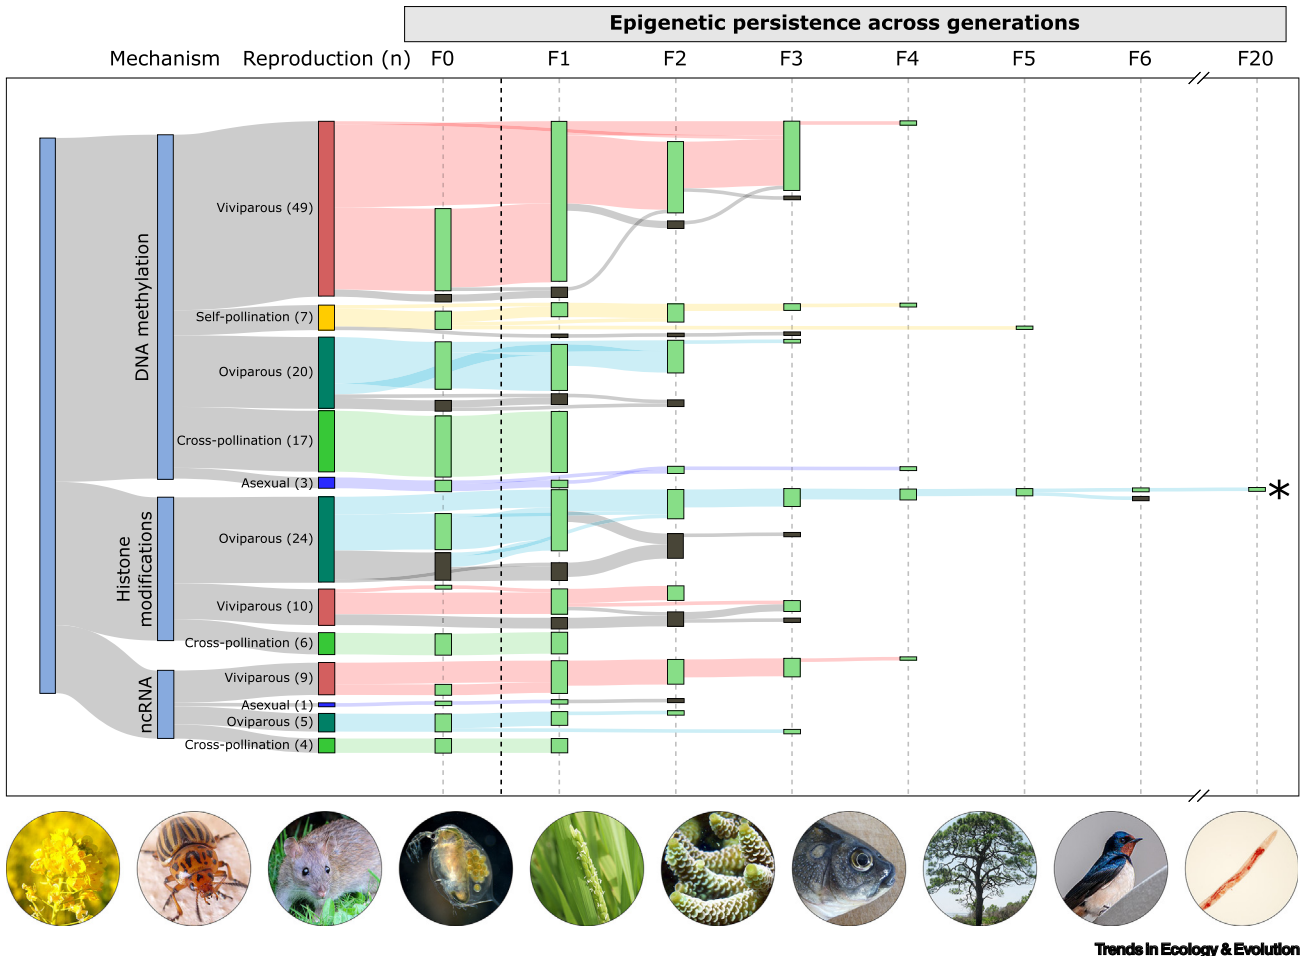 Epigenetic persistence across generations
Mechanism Reproduction (n) F0 F1 F2 F3 F4 F5 F6 F20
DNA methylation
Viviparous (49)
Self-pollination (7)
Oviparous (20)
Cross-pollination (17)
Asexual (3)
Histone
modifications
Oviparous (24)
*
Viviparous (10)
Cross-pollination (6)
ncRNA
Viviparous (9)
Asexual (1)
Oviparous (5)
Cross-pollination (4)
Trends in Ecology & Evolution